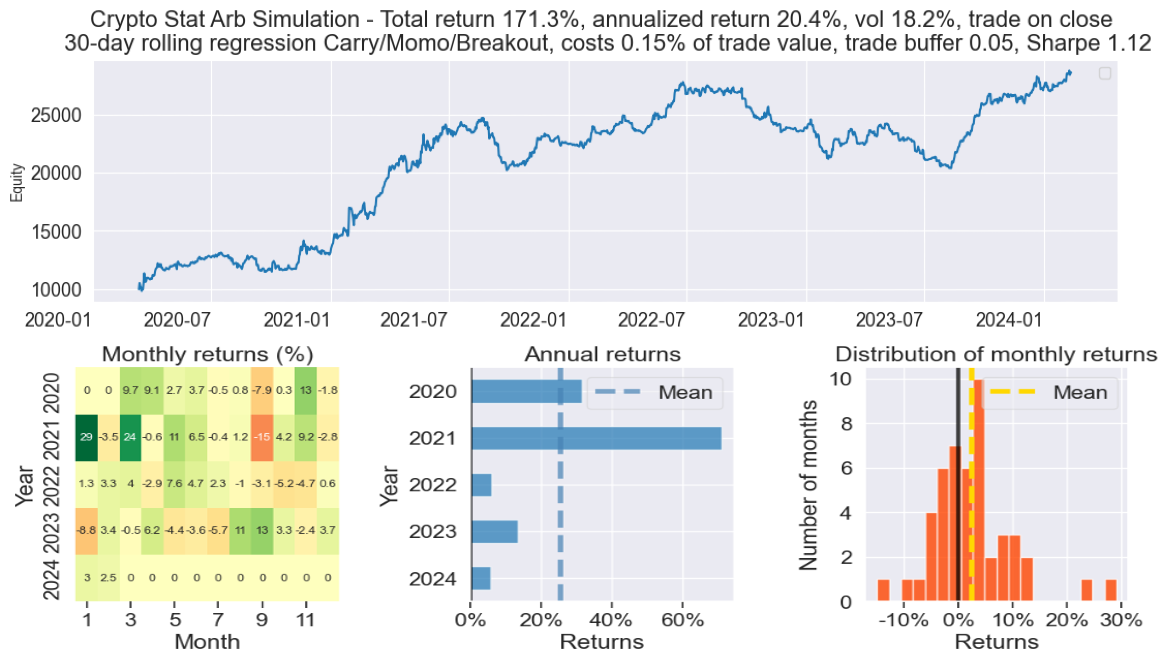 Crypto Stat Arb Simulation - Total return 171.3%, annualized return 20.4%, vol 18.2%, trade on close
30-day rolling regression Carry/Momo/Breakout, costs 0.15% of trade value, trade buffer 0.05, Sharpe 1.12
Equity
25000
20000
15000
10000
2020-01 2020-07 2021-01 2021-07 2022-01 2022-07 2023-01 2023-07 2024-01
Monthly returns (%)
Year
2020 0 0 9.7 9.1 2.7 3.7 -0.5 0.8 -7.9 0.3 13 -1.8
2021 29 -3.5 24 -0.6 11 6.5 -0.4 1.2 -15 4.2 9.2 -2.8
2022 1.3 3.3 4 -2.9 7.6 4.7 2.3 -1 -3.1 -5.2 -4.7 0.6
2023 -8.8 3.4 -0.5 6.2 -4.4 -3.6 -5.7 11 13 3.3 -2.4 3.7
2024 3 2.5 0 0 0 0 0 0 0 0 0 0
1 3 5 7 9 11
Month
Annual returns
Mean
Year
2020
2021
2022
2023
2024
0% 20% 40% 60%
Returns
Distribution of monthly returns
Mean
Number of months
10
8
6
4
2
0
-10% 0% 10% 20% 30%
Returns